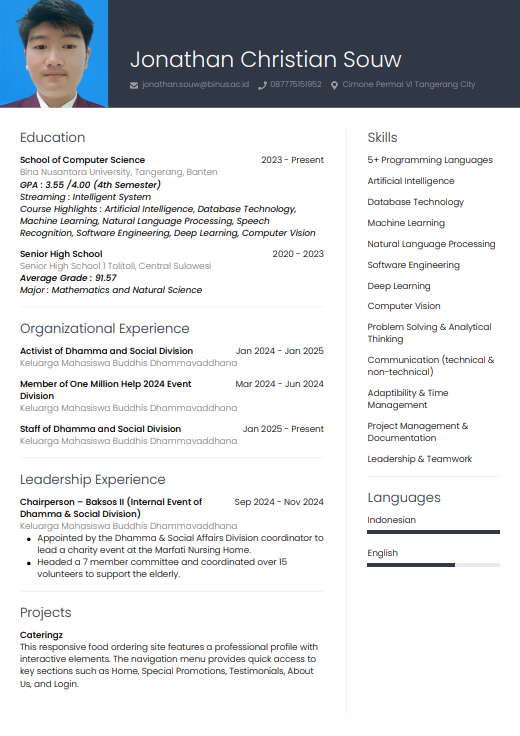 Jonathan Christian Souw
jonathan.souw@binus.ac.id 087775151952 Cimone Permai VI Tangerang City
Education
School of Computer Science 2023 - Present
Bina Nusantara University, Tangerang, Banten
GPA : 3.55 /4.00 (4th Semester)
Streaming : Intelligent System
Course Highlights : Artificial Intelligence, Database Technology,
Machine Learning, Natural Language Processing, Speech
Recognition, Software Engineering, Deep Learning, Computer Vision
Senior High School 2020 - 2023
Senior High School 1 Tolitoli, Central Sulawesi
Average Grade : 91.57
Major : Mathematics and Natural Science
Organizational Experience
Activist of Dhamma and Social Division Jan 2024 - Jan 2025
Keluarga Mahasiswa Buddhis Dhammavaddhana
Member of One Million Help 2024 Event Mar 2024 - Jun 2024
Division
Keluarga Mahasiswa Buddhis Dhammavaddhana
Staff of Dhamma and Social Division Jan 2025 - Present
Keluarga Mahasiswa Buddhis Dhammavaddhana
Leadership Experience
Chairperson – Baksos II (Internal Event of Sep 2024 - Nov 2024
Dhamma & Social Division)
Keluarga Mahasiswa Buddhis Dhammavaddhana
• Appointed by the Dhamma & Social Affairs Division coordinator to
lead a charity event at the Marfati Nursing Home.
• Headed a 7 member committee and coordinated over 15
volunteers to support the elderly.
Projects
Cateringz
This responsive food ordering site features a professional profile with
interactive elements. The navigation menu provides quick access to
key sections such as Home, Special Promotions, Testimonials, About
Us, and Login.
Skills
5+ Programming Languages
Artificial Intelligence
Database Technology
Machine Learning
Natural Language Processing
Software Engineering
Deep Learning
Computer Vision
Problem Solving & Analytical
Thinking
Communication (technical &
non-technical)
Adaptibility & Time
Management
Project Management &
Documentation
Leadership & Teamwork
Languages
Indonesian
English